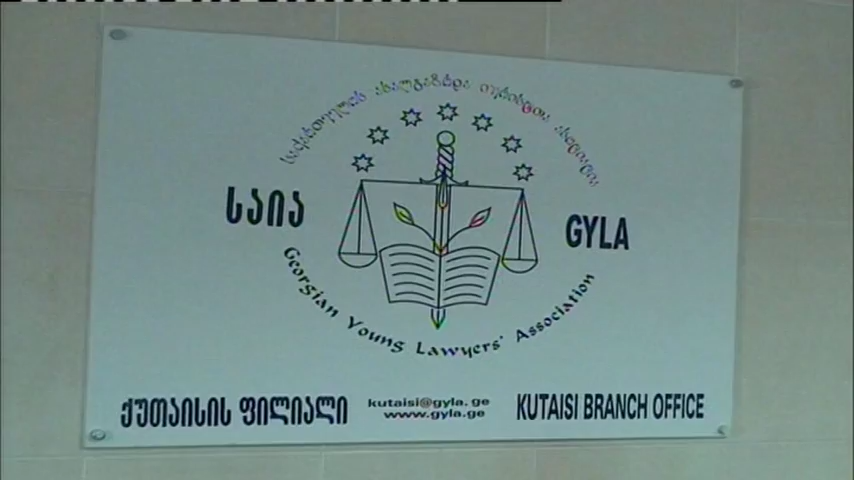 საქართველოს ახალგაზრდა იურისტთა ასოციაცია
საია
GYLA
Georgian Young Lawyers' Association
ქუთაისის ფილიალი
kutaisi@gyla.ge
www.gyla.ge
KUTAISI BRANCH OFFICE